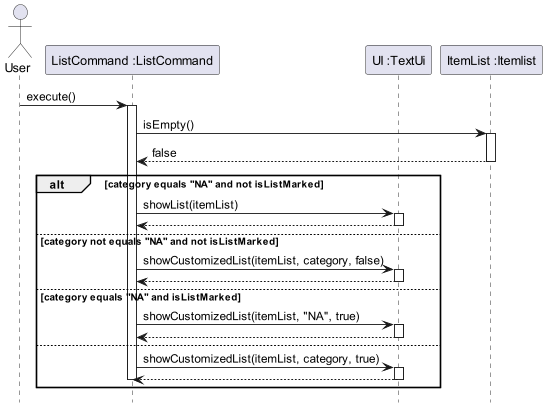 User
ListCommand :ListCommand
UI :TextUi
ItemList :Itemlist
execute()
isEmpty()
false
alt
[category equals "NA" and not isListMarked]
showList(itemList)
[category not equals "NA" and not isListMarked]
showCustomizedList(itemList, category, false)
[category equals "NA" and isListMarked]
showCustomizedList(itemList, "NA", true)
showCustomizedList(itemList, category, true)